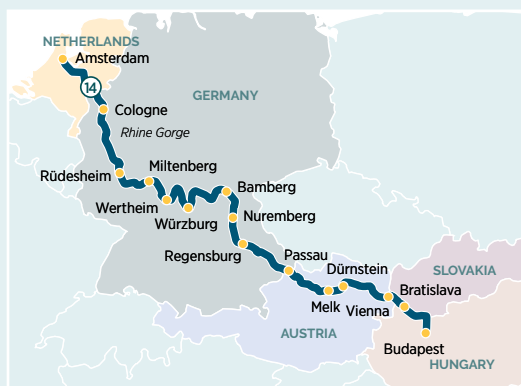 NETHERLANDS
Amsterdam
14
GERMANY
Cologne
Rhine Gorge
Miltenberg
Rüdesheim
Bamberg
Wertheim
Nuremberg
Würzburg
Regensburg
Passau
Dürnstein
SLOVAKIA
Bratislava
Melk
Vienna
AUSTRIA
Budapest
HUNGARY